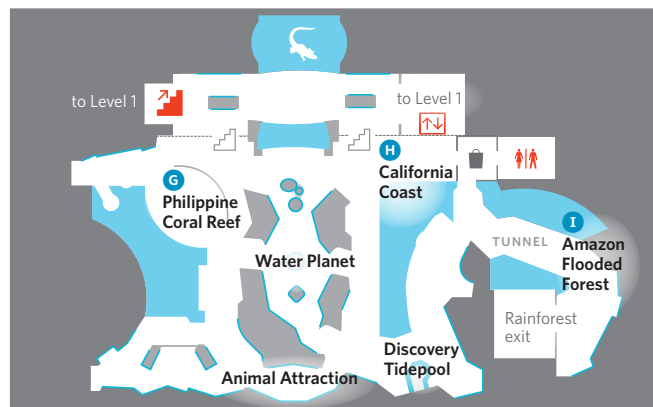 to Level 1
to Level 1
H
California
Coast
G
Philippine
Coral Reef
I
TUNNEL
Amazon
Flooded
Forest
Water Planet
Rainforest
exit
Discovery
Tidepool
Animal Attraction